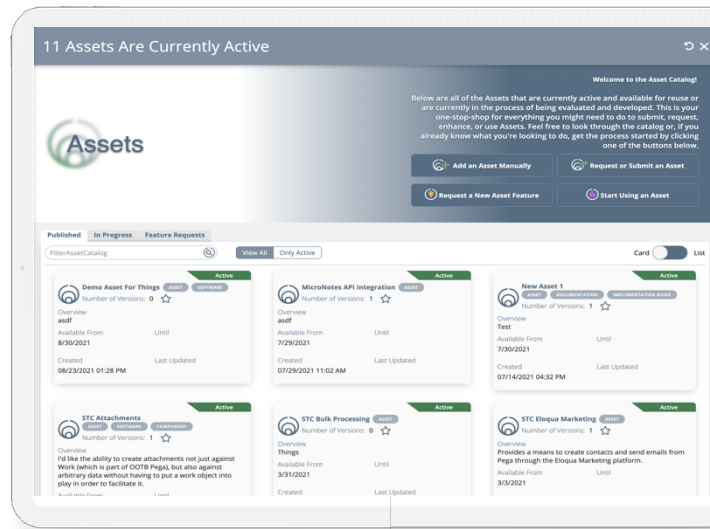 11 Assets Are Currently Active
Welcome to the Asset Catalog!
Below are all of the Assets that are currently active and available for reuse or
are currently in the process of being evaluated and developed. This is your
one-stop-shop for everything you might need to do to submit, request,
enhance, or use Assets. Feel free to look through the catalog or, if you
already know what you're looking to do, get the process started by clicking
one of the buttons below.
Assets
Add an Asset Manually
Request or Submit an Asset
Request a New Asset Feature
Start Using an Asset
Published In Progress Feature Requests
FilterAssetCatalog View All Only Active Card List
Active
Demo Asset For Things ASSET SOFTWARE
Number of Versions: 0
Overview
asdf
Available From Until
8/30/2021
Created Last Updated
08/23/2021 01:28 PM
Active
MicroNotes API Integration ASSET
Number of Versions: 1
Overview
asdf
Available From Until
7/29/2021
Created Last Updated
07/29/2021 11:02 AM
Active
New Asset 1
ASSET DOCUMENTATION IMPLEMENTATION GUIDE
Number of Versions: 1
Overview
Test
Available From Until
7/30/2021
Created Last Updated
07/14/2021 04:32 PM
Active
STC Attachments
ASSET SOFTWARE COMPONENT
Number of Versions: 1
Overview
I'd like the ability to create attachments not just against
Work (which is part of OOTB Pega), but also against
arbitrary data without having to put a work object into
play in order to facilitate it.
Available From Until
Active
STC Bulk Processing ASSET
Number of Versions: 0
Overview
Things
Available From Until
3/31/2021
Created Last Updated
Active
STC Eloqua Marketing ASSET
Number of Versions: 1
Overview
Provides a means to create contacts and send emails from
Pega through the Eloqua Marketing platform.
Available From Until
3/3/2021
Created Last Updated